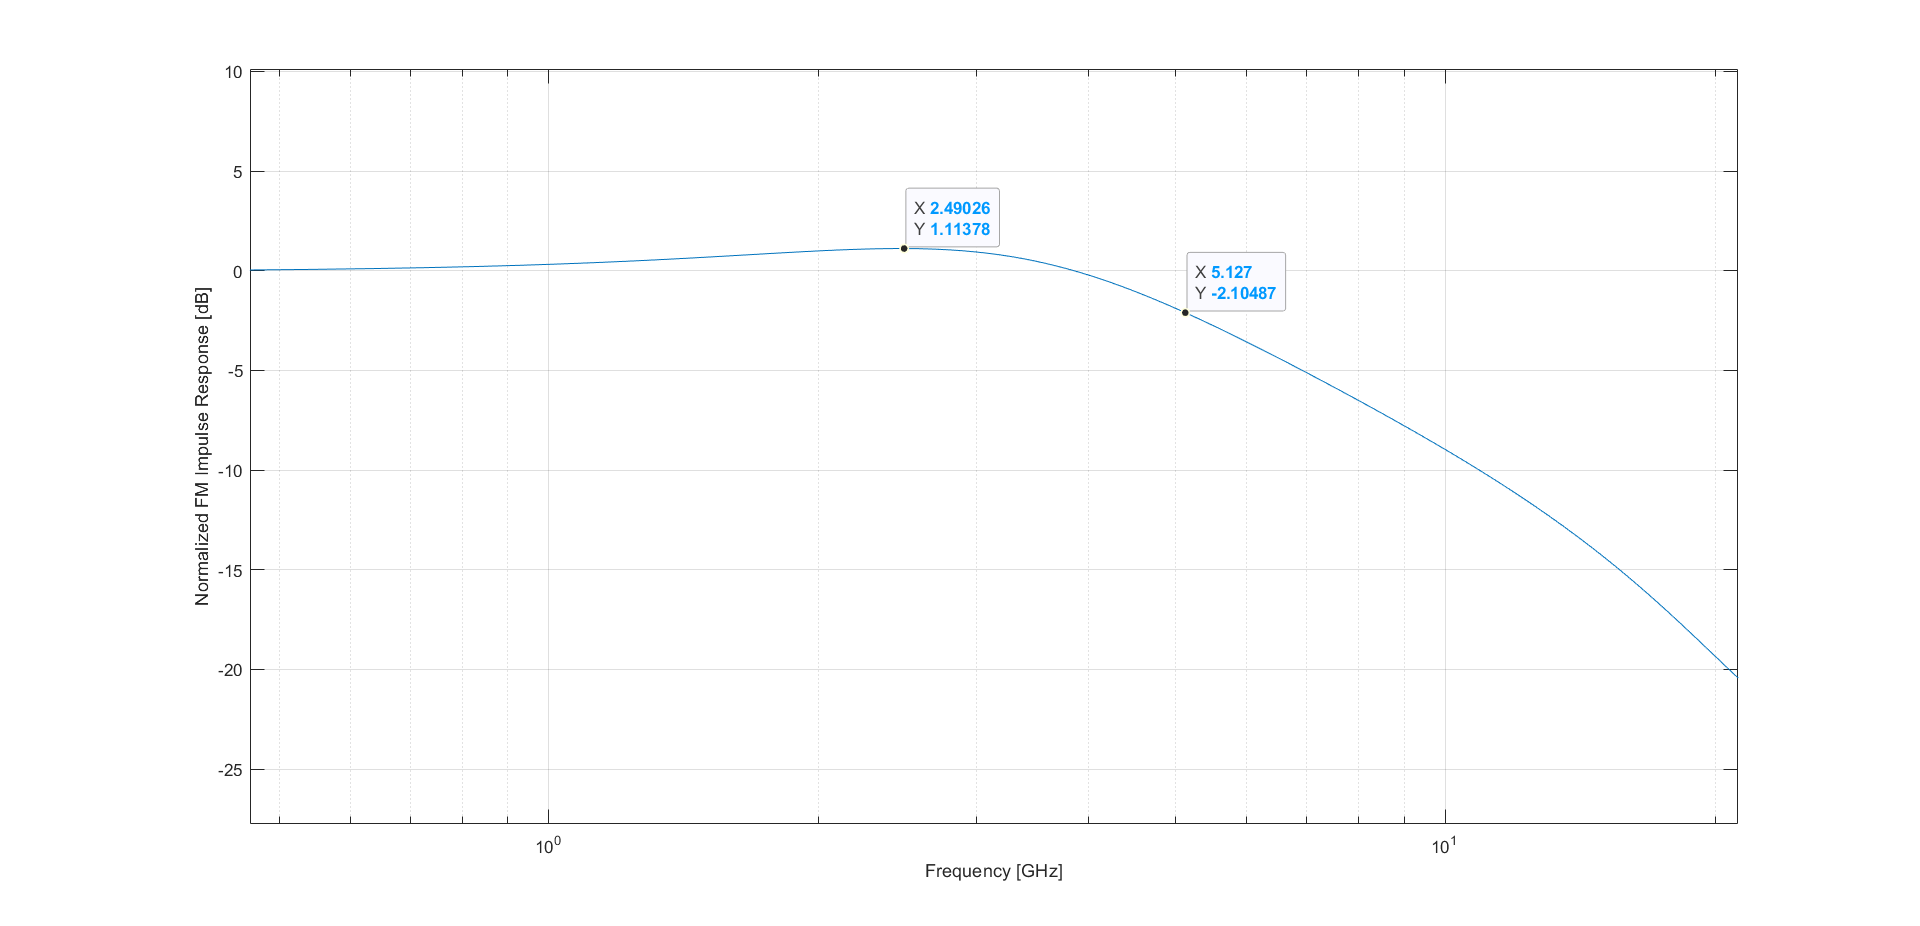 10
5
0
-5
-10
-15
-20
-25
Normalized FM Impulse Response [dB]
X 2.49026
Y 1.11378
X 5.127
Y -2.10487
10^0
10^1
Frequency [GHz]